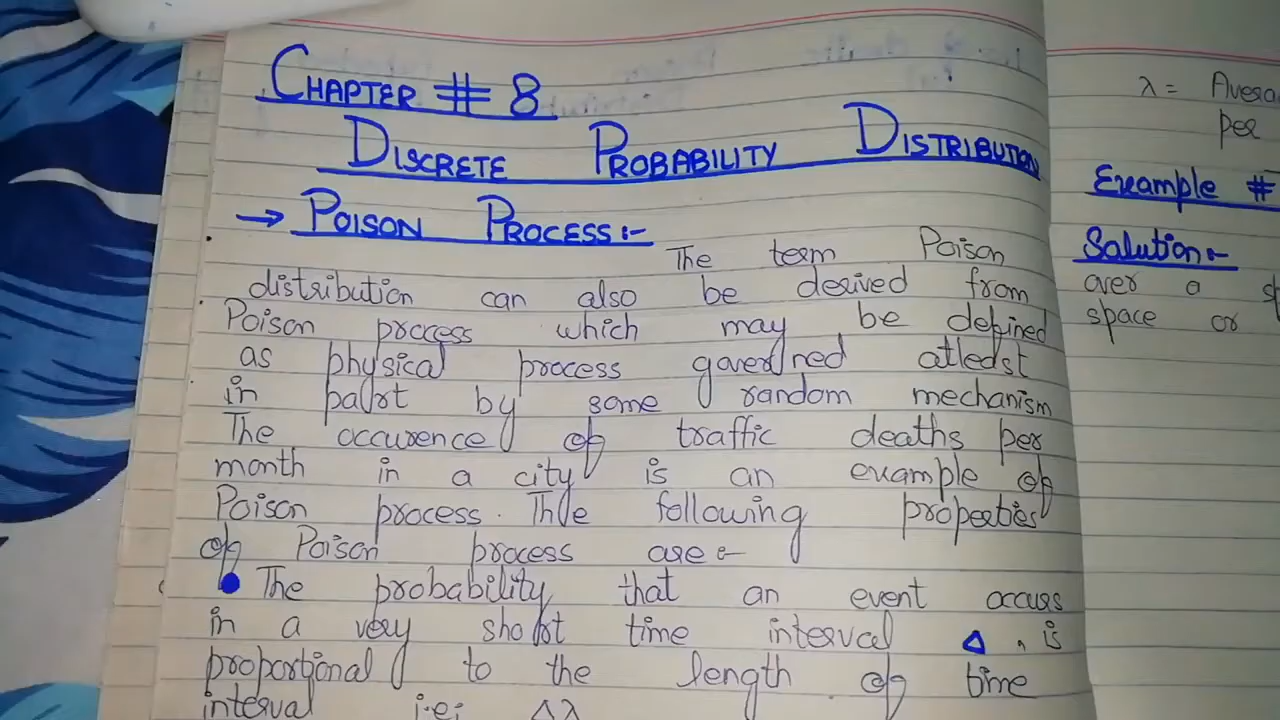 CHAPTER # 8
DISCRETE PROBABILITY DISTRIBUTION
→ POISON PROCESS:-
The term Poison
distribution can also be derived from
Poison process which may be defined
as physical process governed atleast
in part by some random mechanism
The occurence of traffic deaths per
month in a city is an example of
Poison process. The following properties
of Poison process are:-
The probability that an event occurs
in a very short time interval Δ, is
proportional to the length of time
interval i.e; Δλ
λ = Avera
per
Example #
Solution:-
over a sp
space or